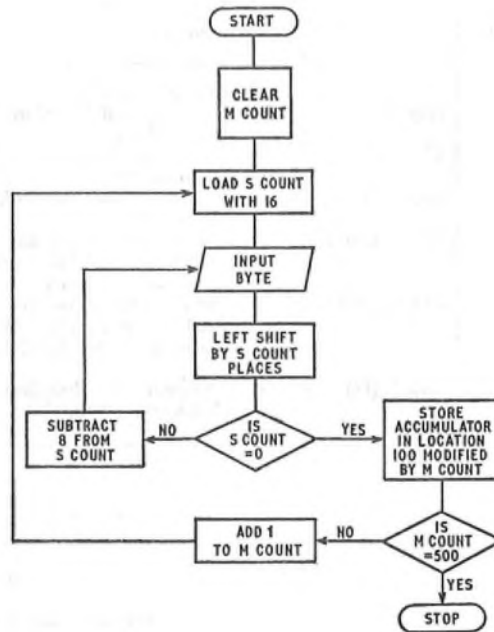 START
CLEAR
M COUNT
LOAD S COUNT
WITH 16
INPUT
BYTE
LEFT SHIFT
BY S COUNT
PLACES
IS
S COUNT
=0
NO
YES
SUBTRACT
8 FROM
S COUNT
STORE
ACCUMULATOR
IN LOCATION
100 MODIFIED
BY M COUNT
IS
M COUNT
=500
NO
ADD 1
TO M COUNT
YES
STOP